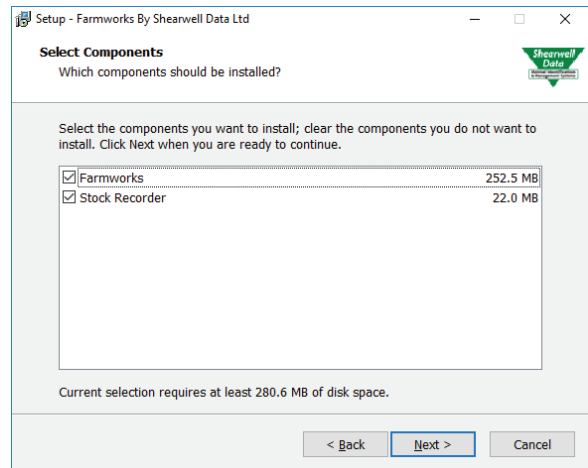 Setup - Farmworks By Shearwell Data Ltd
Select Components
Which components should be installed?
Shearwell
Data
Select the components you want to install; clear the components you do not want to
install. Click Next when you are ready to continue.
Farmworks 252.5 MB
Stock Recorder 22.0 MB
Current selection requires at least 280.6 MB of disk space.
< Back Next > Cancel